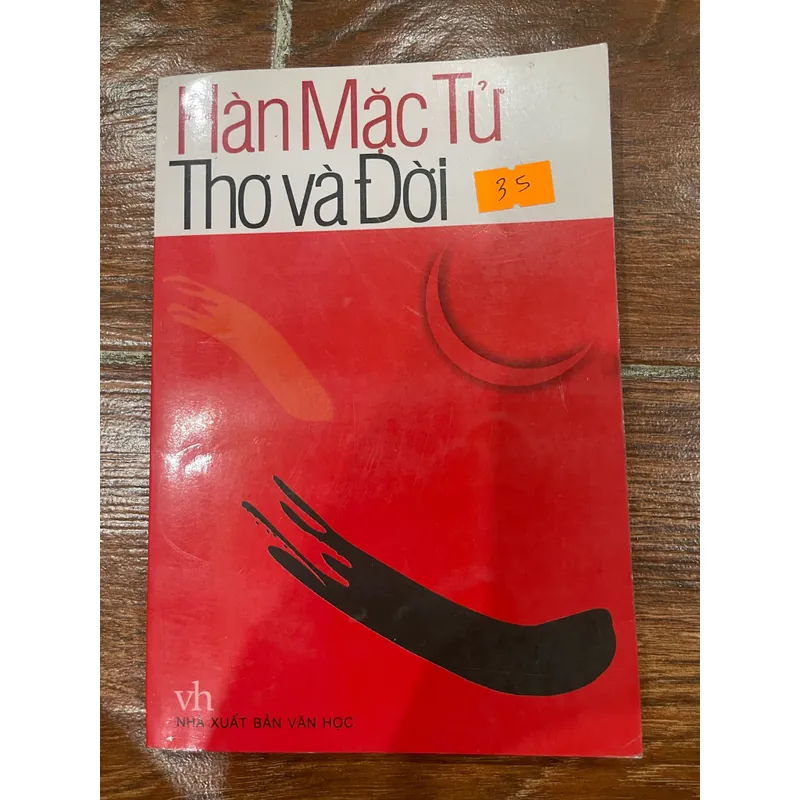 Hàn Mặc Tử
Thơ và Đời
35
vh
NHÀ XUẤT BẢN VĂN HỌC